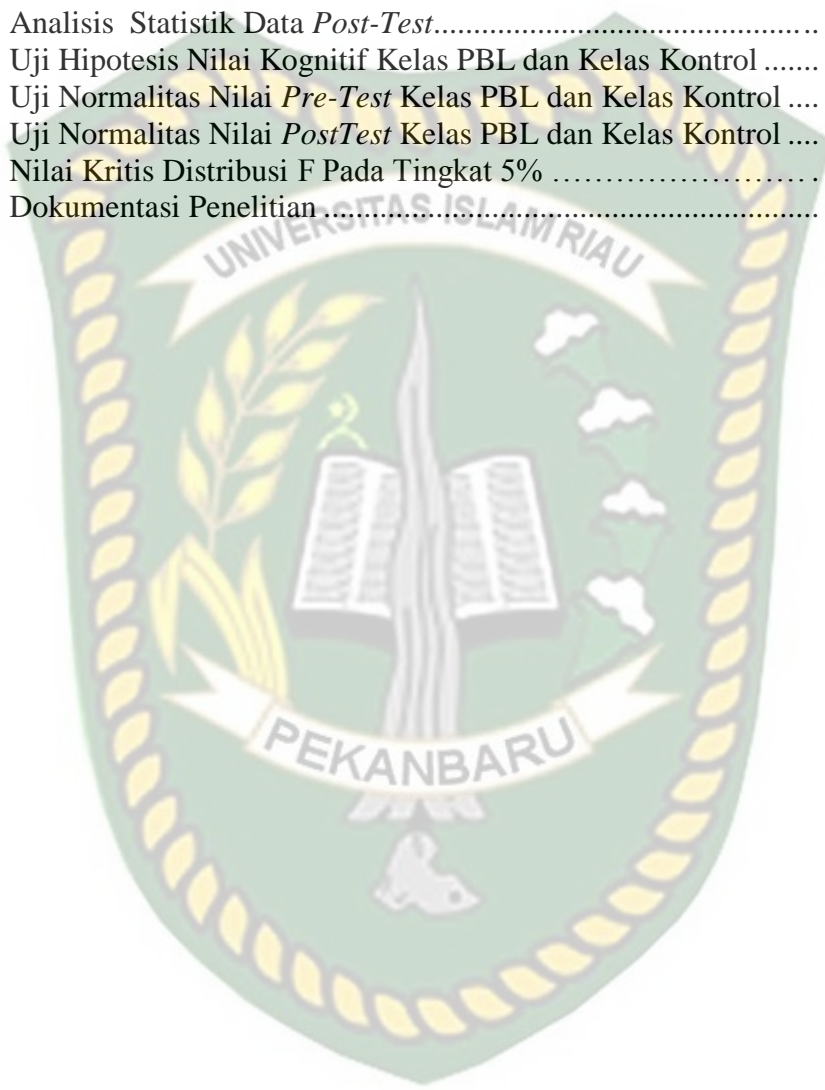 Analisis  Statistik Data Post-Test............................................................
Uji Hipotesis Nilai Kognitif Kelas PBL dan Kelas Kontrol .......
Uji Normalitas Nilai Pre-Test Kelas PBL dan Kelas Kontrol ....
Uji Normalitas Nilai PostTest Kelas PBL dan Kelas Kontrol ....
Nilai Kritis Distribusi F Pada Tingkat 5% ……………………. .
Dokumentasi Penelitian .............................................................................
UNIVERSITAS ISLAM RIAU
PEKANBARU